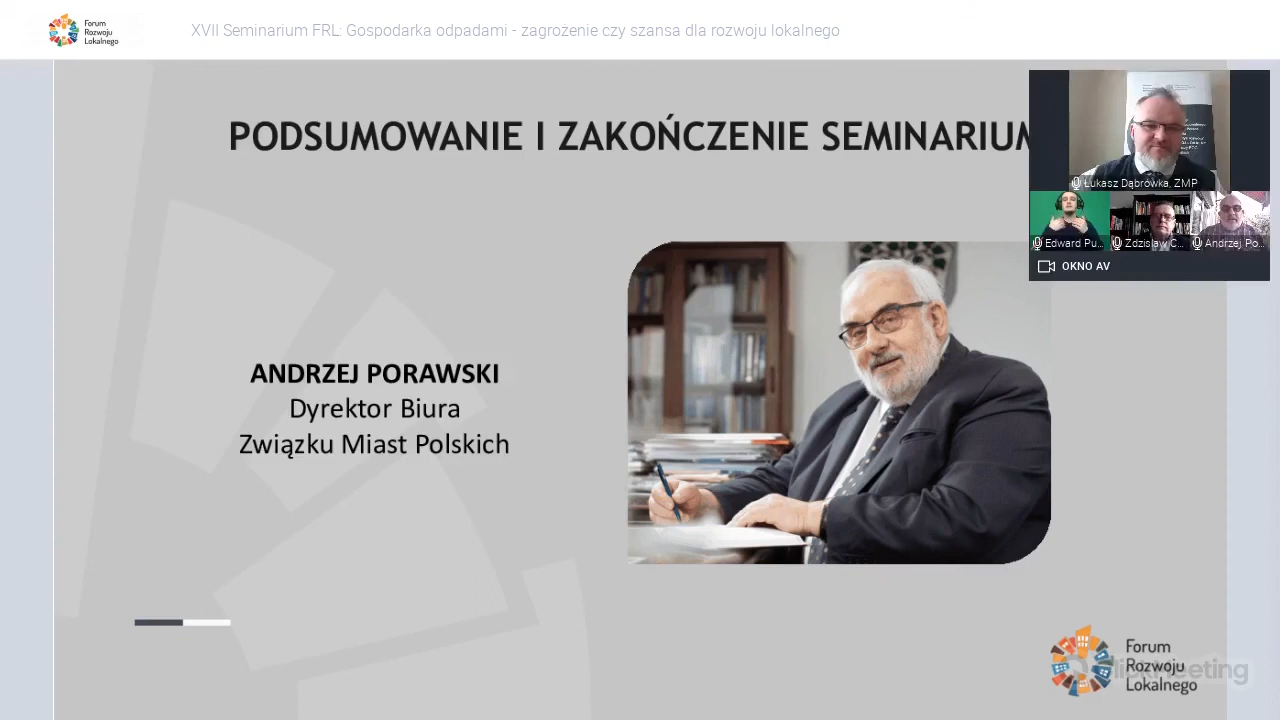 Forum
Rozwoju
Lokalnego
XVII Seminarium FRL: Gospodarka odpadami - zagrożenie czy szansa dla rozwoju lokalnego
PODSUMOWANIE I ZAKOŃCZENIE SEMINARIUM
Łukasz Dąbrówka, ZMP
Edward Pu...
Zdzisław C...
Andrzej Po...
OKNO AV
ANDRZEJ PORAWSKI
Dyrektor Biura
Związku Miast Polskich
Forum
Rozwoju
Lokalnego
ClickMeeting